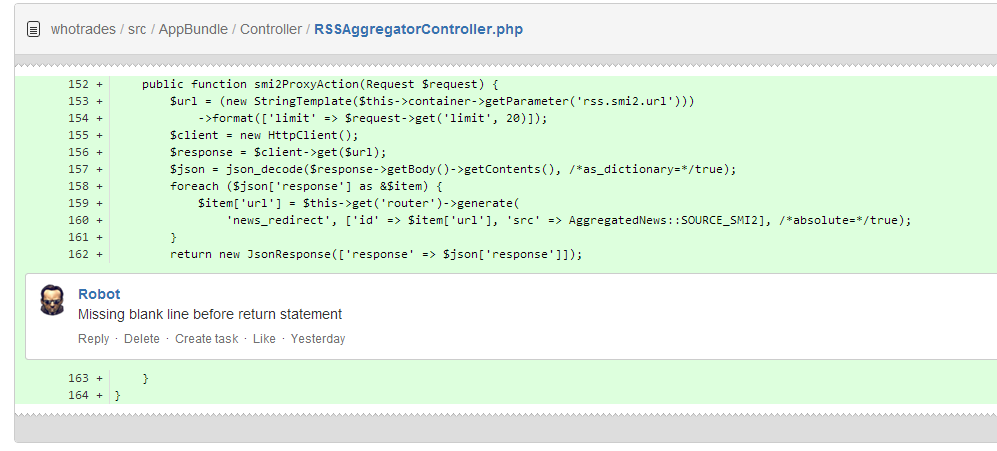 whotrades / src / AppBundle / Controller / RSSAggregatorController.php
152 + public function smi2ProxyAction(Request $request) {
153 + $url = (new StringTemplate($this->container->getParameter('rss.smi2.url')))
154 + ->format(['limit' => $request->get('limit', 20)]);
155 + $client = new HttpClient();
156 + $response = $client->get($url);
157 + $json = json_decode($response->getBody()->getContents(), /*as_dictionary=*/true);
158 + foreach ($json['response'] as &$item) {
159 + $item['url'] = $this->get('router')->generate(
160 + 'news_redirect', ['id' => $item['url'], 'src' => AggregatedNews::SOURCE_SMI2], /*absolute=*/true);
161 + }
162 + return new JsonResponse(['response' => $json['response']]);
Robot
Missing blank line before return statement
Reply · Delete · Create task · Like · Yesterday
163 + }
164 + }